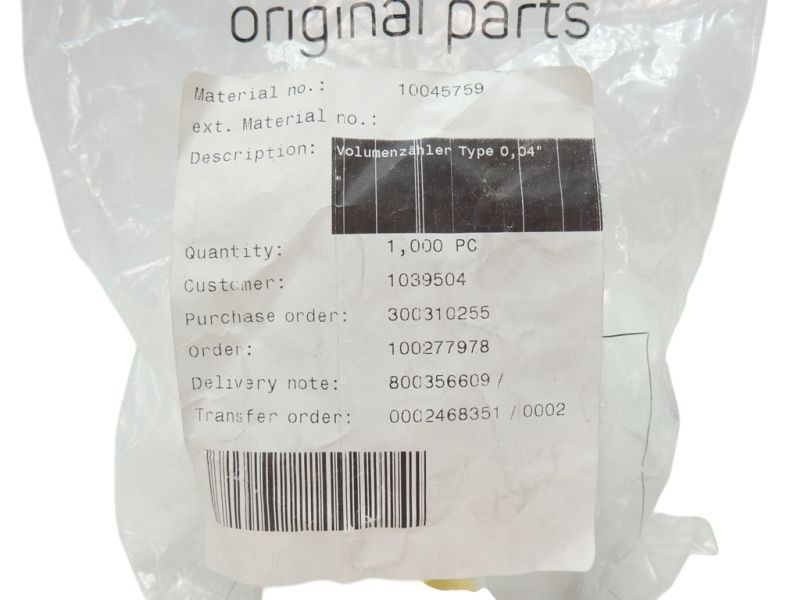 original parts
Material no.: 10045759
ext. Material no.:
Description: Volumenzähler Type 0,04"
"
Quantity: 1,000 PC
Customer: 1039504
Purchase order: 300310255
Order: 100277978
Delivery note: 800356609 /
Transfer order: 0002468351 / 0002